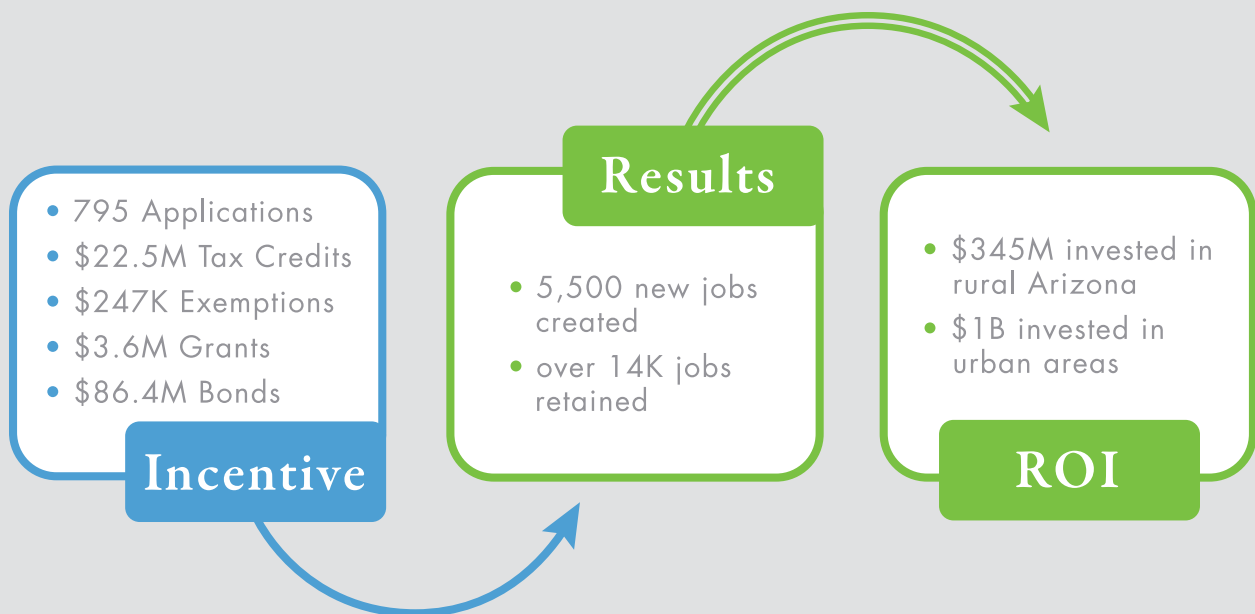 • 795 Applications
• $22.5M Tax Credits
• $247K Exemptions
• $3.6M Grants
• $86.4M Bonds
Incentive
Results
• 5,500 new jobs
created
• over 14K jobs
retained
• $345M invested in
rural Arizona
• $1B invested in
urban areas
ROI